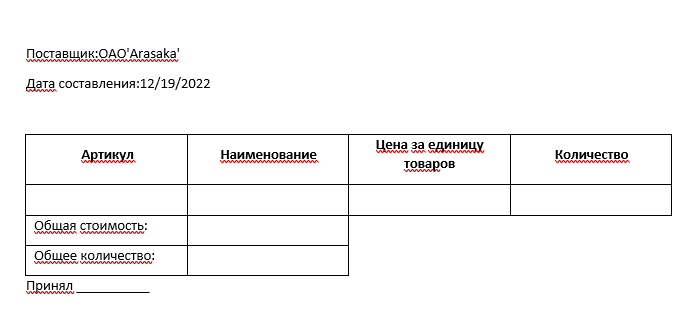 Поставщик:ОАО'Arasaka'
Дата составления:12/19/2022
Артикул
Наименование
Цена за единицу
товаров
Количество
Общая стоимость:
Общее количество:
Принял __________